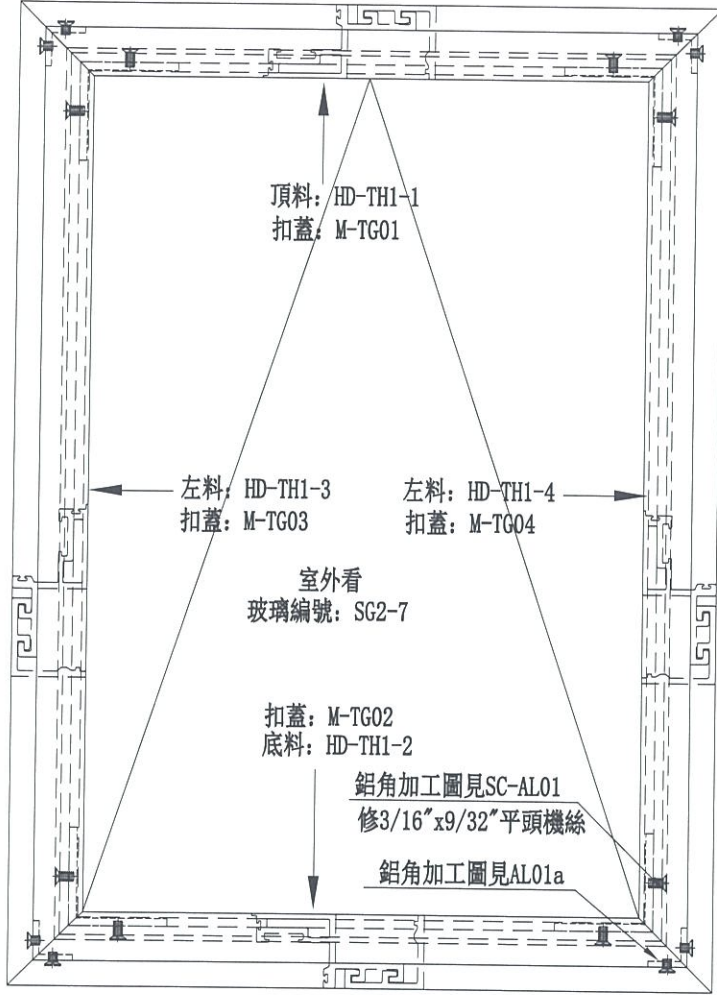 頂料: HD-TH1-1
扣蓋: M-TG01
左料: HD-TH1-3
扣蓋: M-TG03
左料: HD-TH1-4
扣蓋: M-TG04
室外看
玻璃編號: SG2-7
扣蓋: M-TG02
底料: HD-TH1-2
鋁角加工圖見SC-AL01
修3/16"x9/32"平頭機絲
鋁角加工圖見AL01a